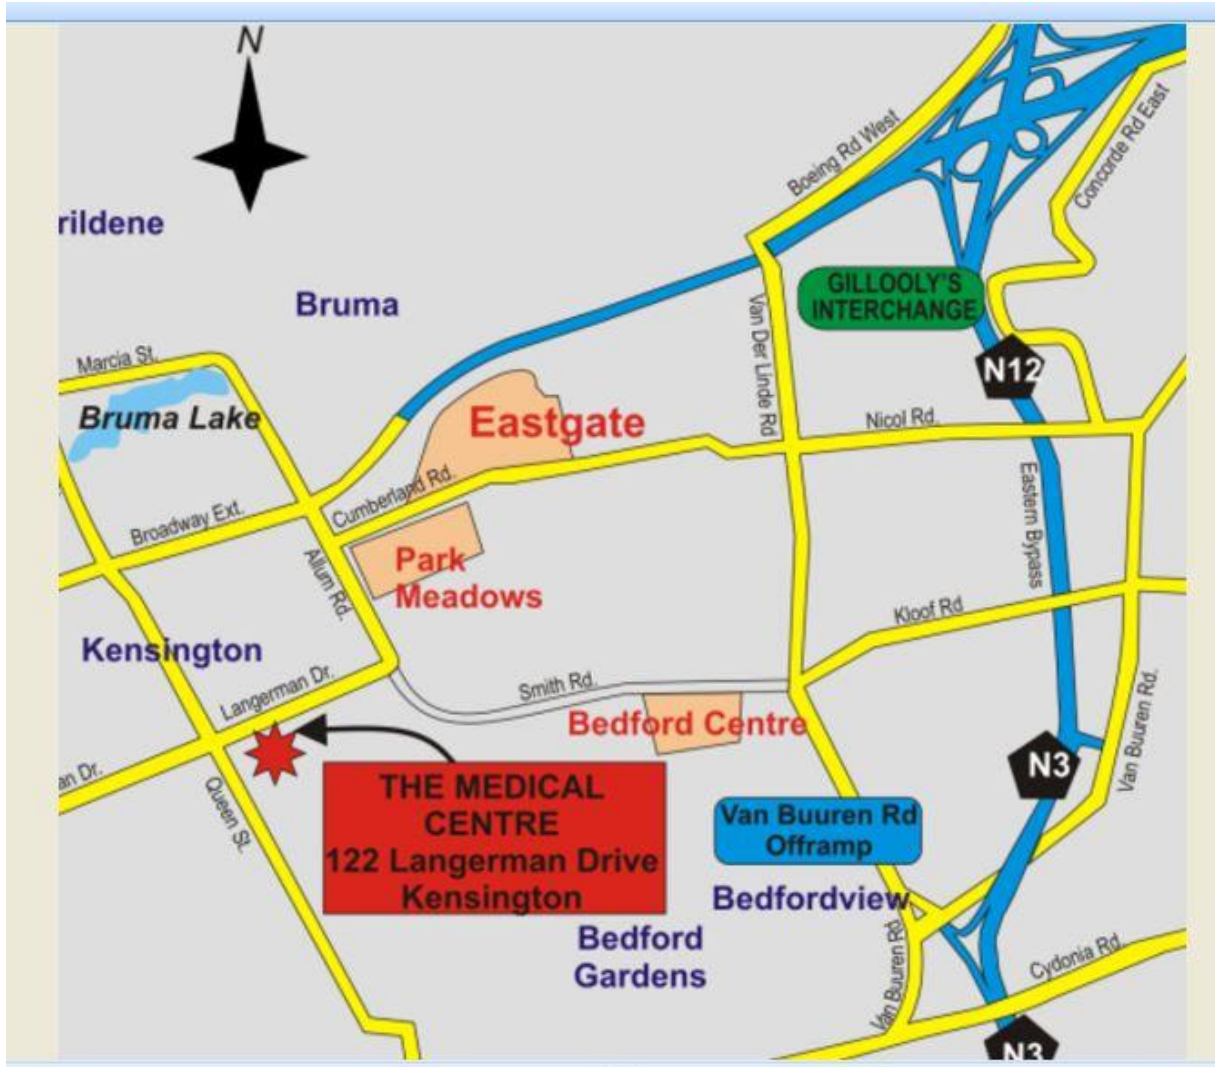 N
Boeing Rd West
Concorde Rd East
rildene
GILLOOLY'S
INTERCHANGE
Bruma
Van Der Linde Rd
Marcia St.
N12
Bruma Lake
Eastgate
Nicol Rd.
Cumberland Rd.
Eastern Bypass
Broadway Ext.
Allum Rd.
Park
Meadows
Kloof Rd
Kensington
Langerman Dr.
Smith Rd.
Bedford Centre
Van Buuren Rd.
an Dr.
N3
Queen St.
THE MEDICAL
CENTRE
122 Langerman Drive
Kensington
Van Buuren Rd
Offramp
Bedfordview
Bedford
Gardens
Van Buuren Rd
Cydonia Rd.
N3